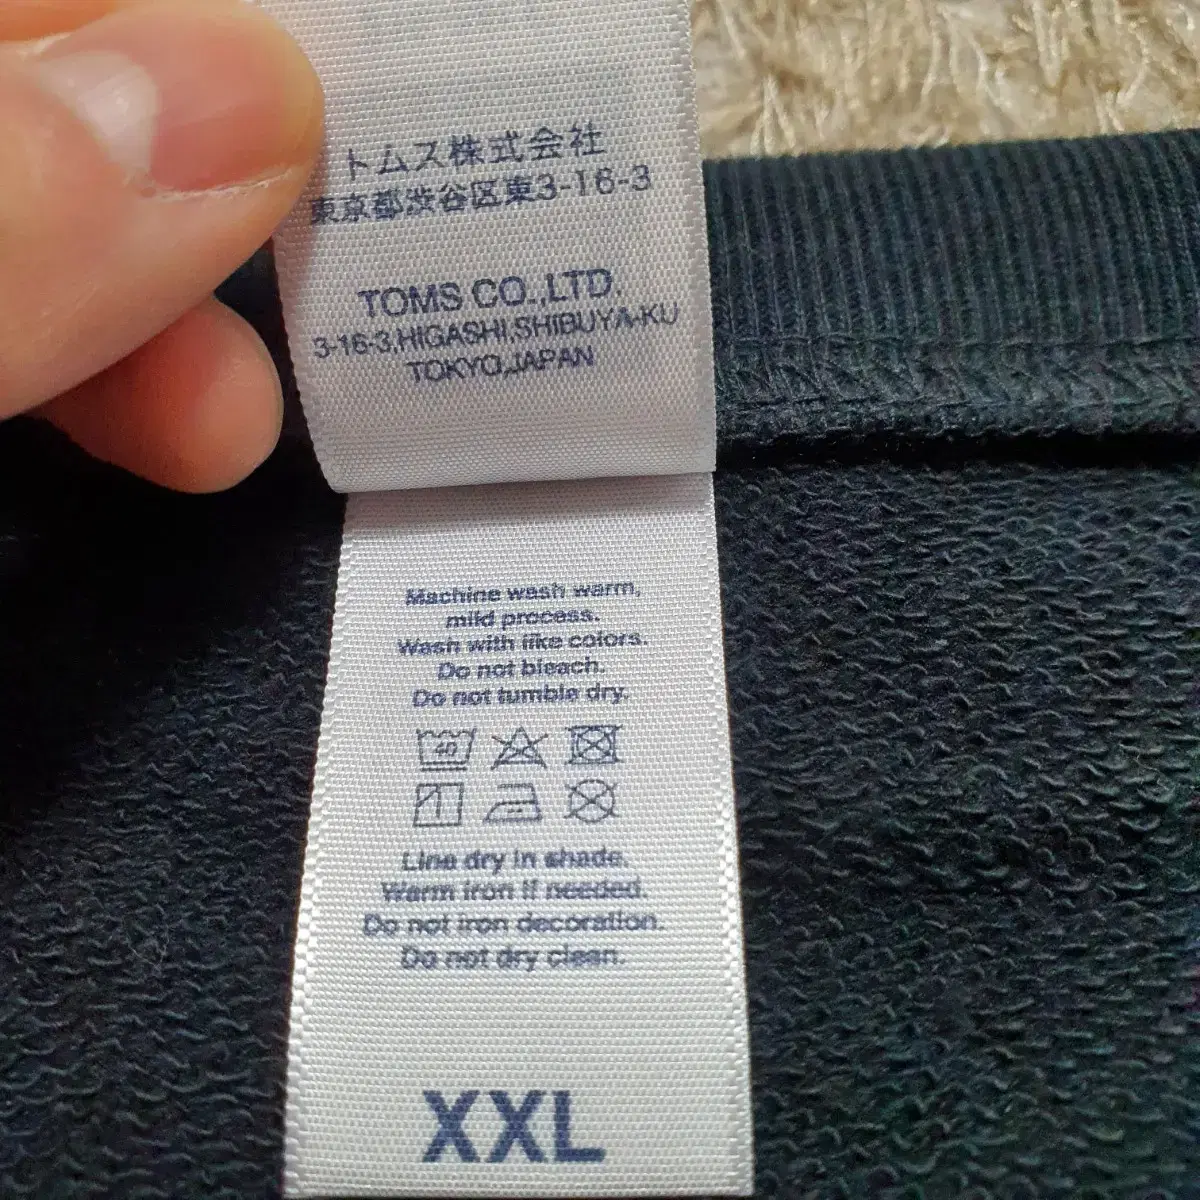 トムス株式会社
東京都渋谷区東3-16-3
TOMS CO.,LTD.
3-16-3,HIGASHI,SHIBUYA-KU
TOKYO,JAPAN
Machine wash warm,
mild process.
Wash with like colors.
Do not bleach.
Do not tumble dry.
40
Line dry in shade.
Warm iron if needed.
Do not iron decoration.
Do not dry clean.
XXL